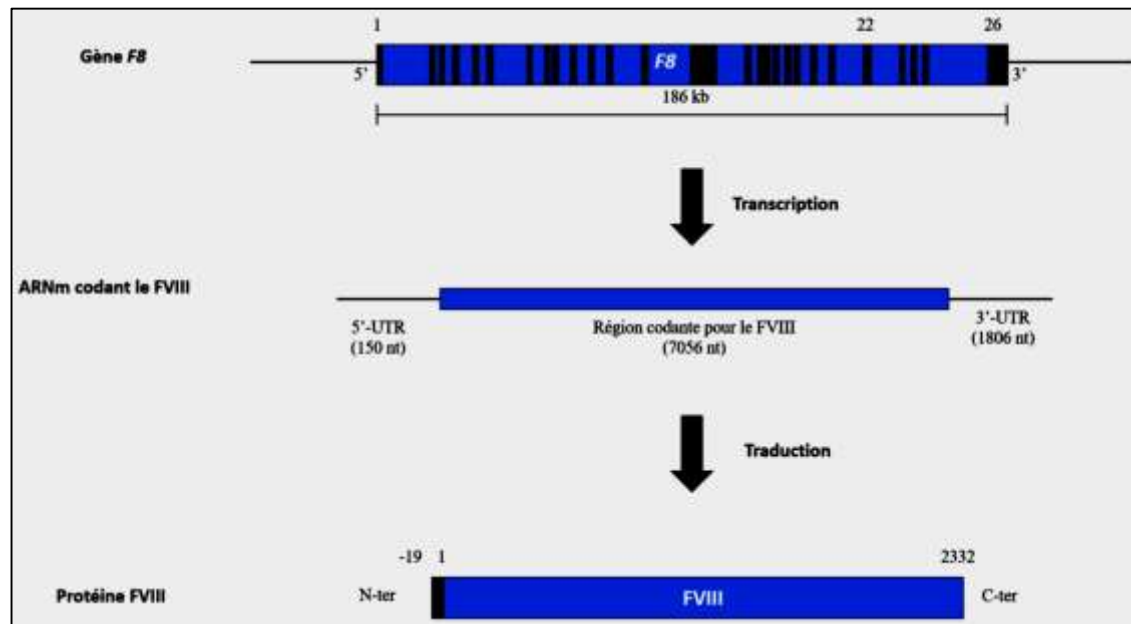 1 22 26
Gène F8
F8
5’ 3’
186 kb
Transcription
ARNm codant le FVIII
5’-UTR
(150 nt)
Région codante pour le FVIII
(7056 nt)
3’-UTR
(1806 nt)
Traduction
-19 1 2332
Protéine FVIII
N-ter
FVIII
C-ter